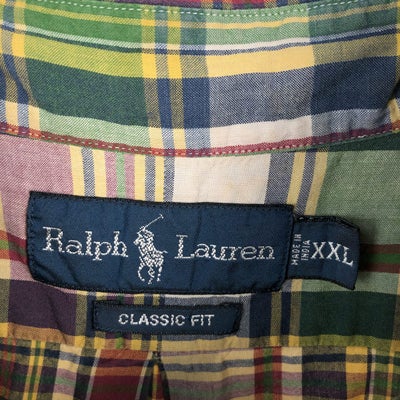 Ralph Lauren
MADE IN
INDIA
XXL
CLASSIC FIT